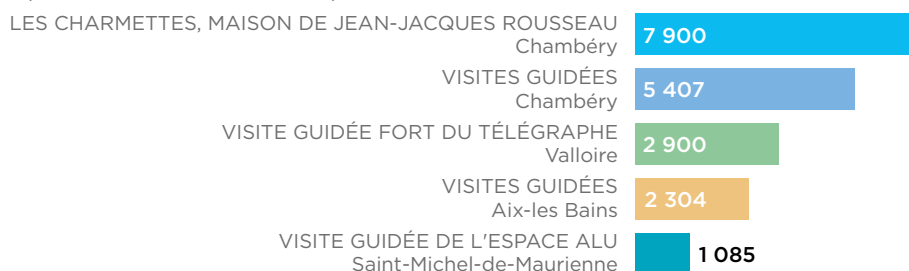 LES CHARMETTES, MAISON DE JEAN-JACQUES ROUSSEAU
Chambéry
7 900
VISITES GUIDÉES
Chambéry
5 407
VISITE GUIDÉE FORT DU TÉLÉGRAPHE
Valloire
2 900
VISITES GUIDÉES
Aix-les Bains
2 304
VISITE GUIDÉE DE L'ESPACE ALU
Saint-Michel-de-Maurienne
1 085